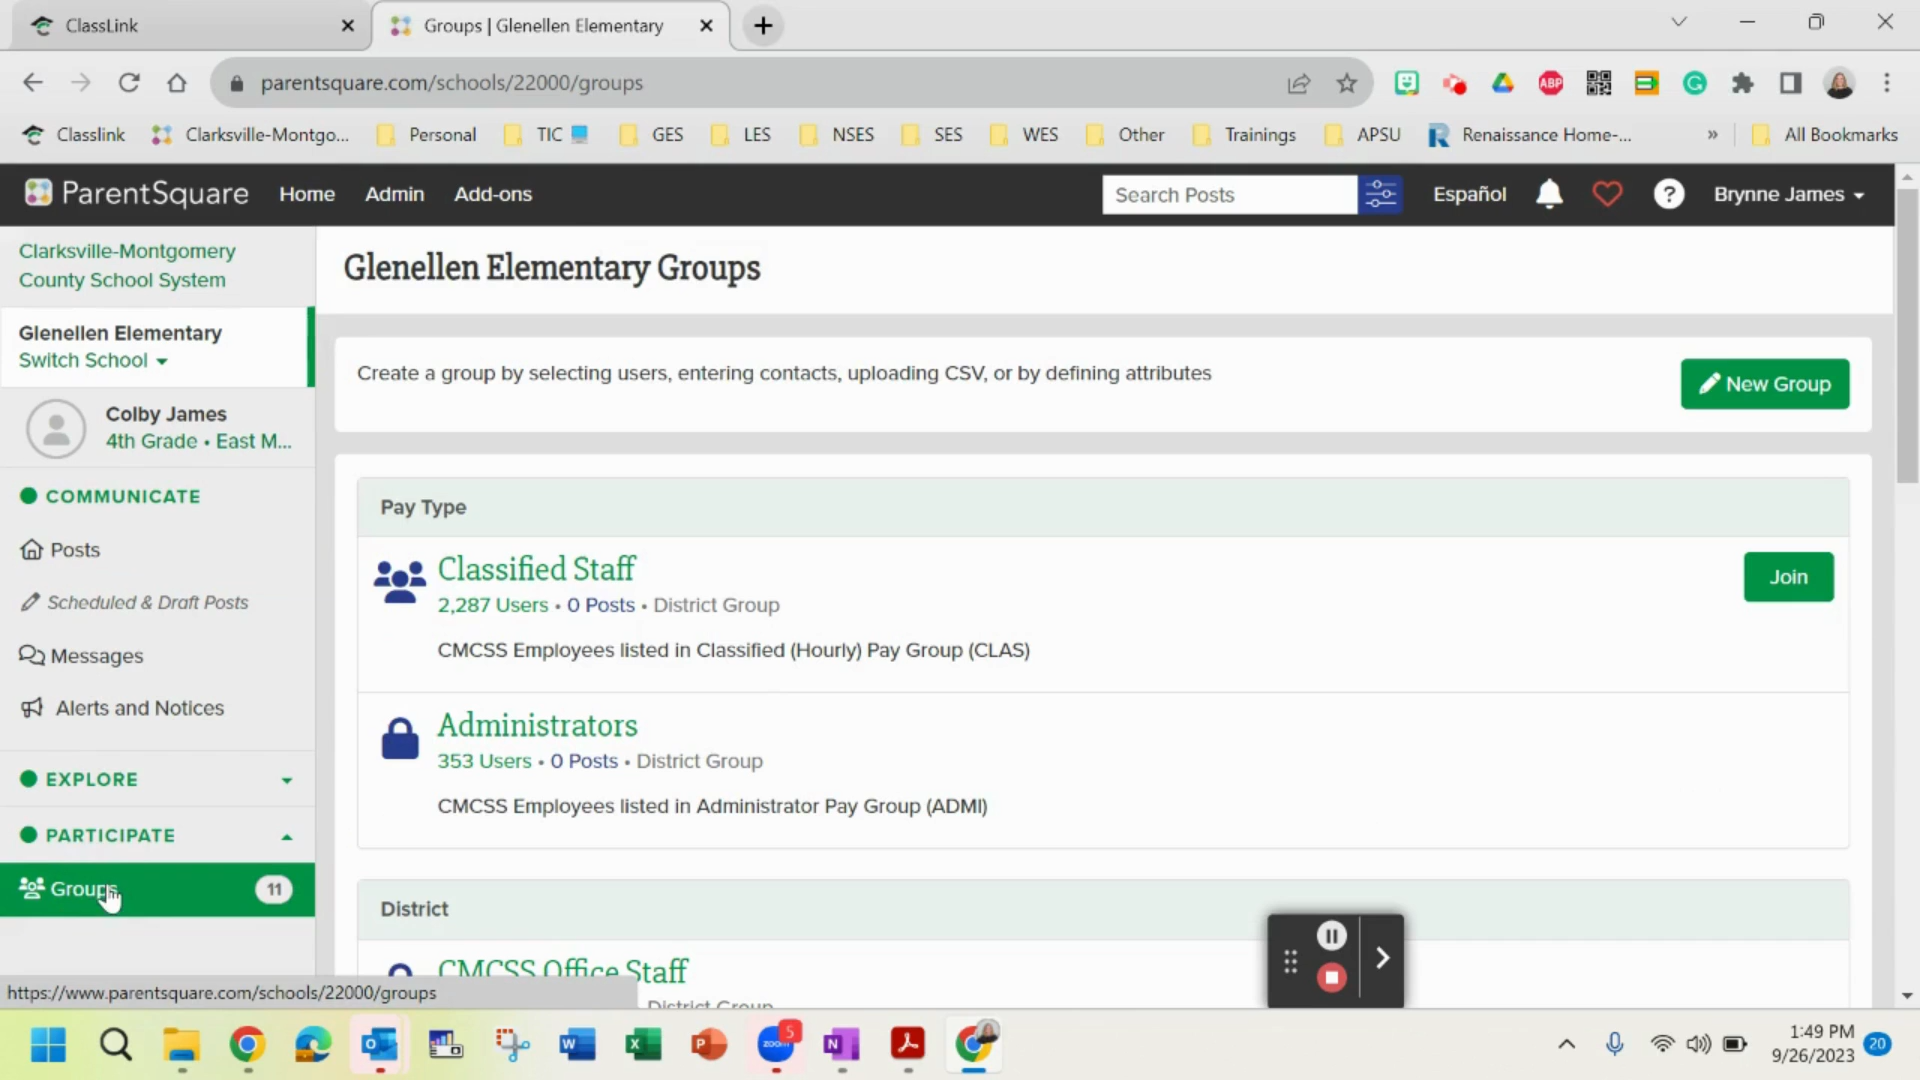 ClassLink
Groups | Glenellen Elementary
parentsquare.com/schools/22000/groups
ABP
Classlink
Clarksville-Montgo...
Personal
TIC
GES
LES
NSES
SES
WES
Other
Trainings
APSU
Renaissance Home-...
»
All Bookmarks
ParentSquare
Home
Admin
Add-ons
Search Posts
Español
Brynne James
Clarksville-Montgomery
County School System
Glenellen Elementary
Switch School
Colby James
4th Grade • East M...
COMMUNICATE
Posts
Scheduled & Draft Posts
Messages
Alerts and Notices
EXPLORE
PARTICIPATE
Groups
11
Glenellen Elementary Groups
Create a group by selecting users, entering contacts, uploading CSV, or by defining attributes
New Group
Pay Type
Classified Staff
Join
2,287 Users • 0 Posts • District Group
CMCSS Employees listed in Classified (Hourly) Pay Group (CLAS)
Administrators
353 Users • 0 Posts • District Group
CMCSS Employees listed in Administrator Pay Group (ADMI)
District
CMCSS Office Staff
District Group
https://www.parentsquare.com/schools/22000/groups
zoom
5
1:49 PM
9/26/2023
20